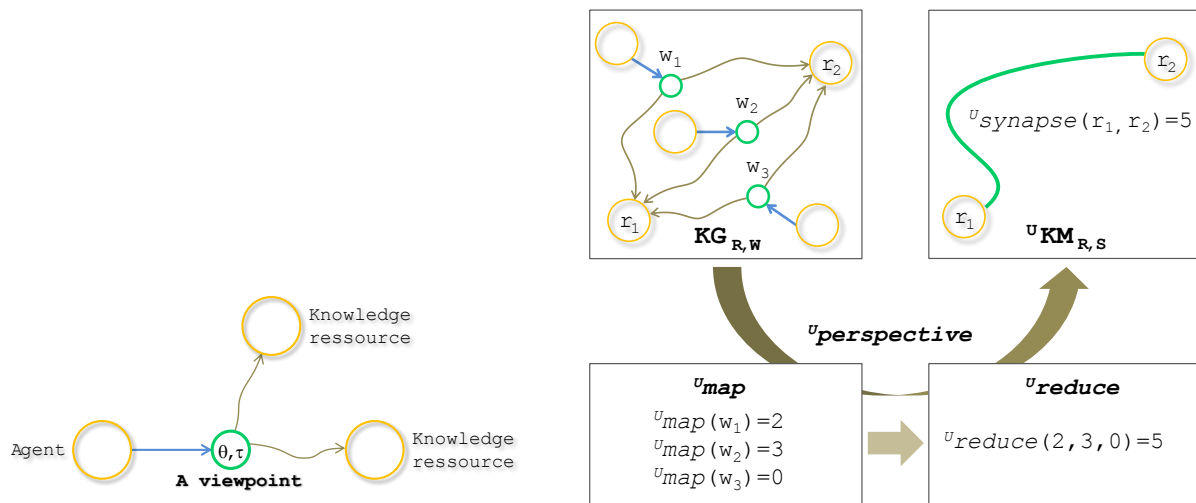 Knowledge
ressource
Agent
θ,τ
Knowledge
ressource
A viewpoint
w1
r2
w2
w3
r1
KG R,W
r2
Usynapse(r1,r2)=5
r1
UKM R,S
Uperspective
Umap
Umap(w1)=2
Umap(w2)=3
Umap(w3)=0
Ureduce
Ureduce(2,3,0)=5